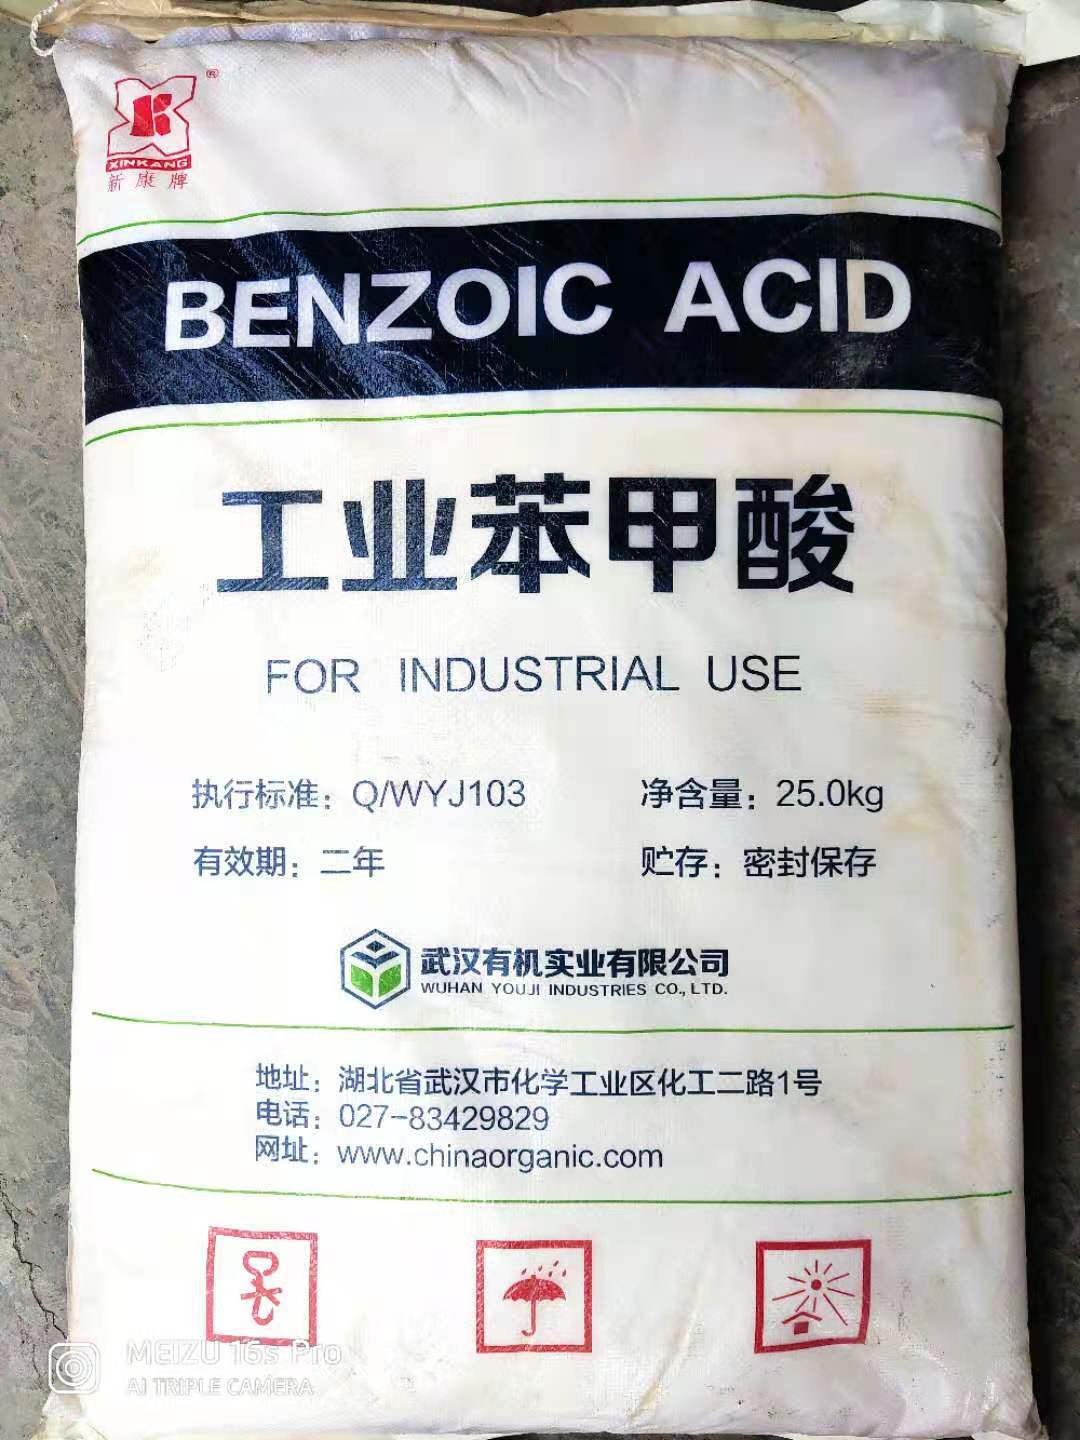 ®
K
XINKANG
新康牌
BENZOIC ACID
工业苯甲酸
FOR INDUSTRIAL USE
执行标准：Q/WYJ103
净含量：25.0kg
有效期：二年
贮存：密封保存
武汉有机实业有限公司
WUHAN YOUJI INDUSTRIES CO., LTD.
地址：湖北省武汉市化学工业区化工二路1号
电话：027-83429829
网址：www.chinaorganic.com
MEIZU 16s Pro
AI TRIPLE CAMERA